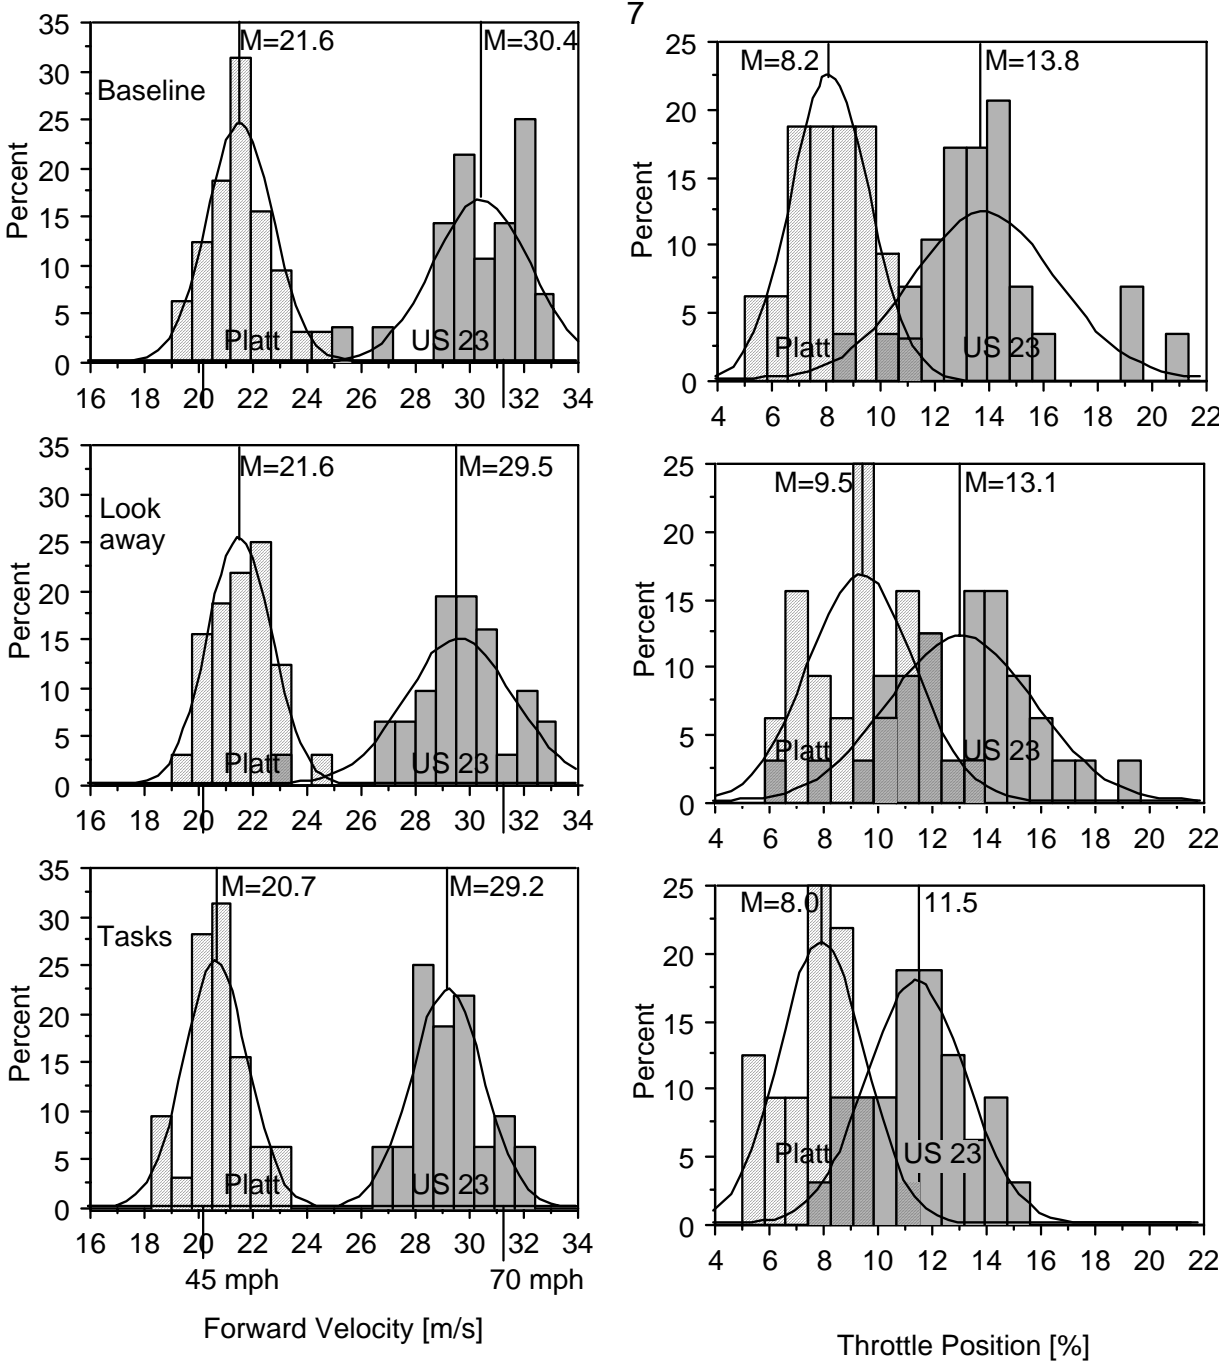 7
35
30
25
20
15
10
5
0
Percent
Baseline
M=21.6
M=30.4
Platt
US 23
16 18 20 22 24 26 28 30 32 34
25
20
15
10
5
0
Percent
M=8.2
M=13.8
Platt
US 23
4 6 8 10 12 14 16 18 20 22
35
30
25
20
15
10
5
0
Percent
Look
away
M=21.6
M=29.5
Platt
US 23
16 18 20 22 24 26 28 30 32 34
25
20
15
10
5
0
Percent
M=9.5
M=13.1
Platt
US 23
4 6 8 10 12 14 16 18 20 22
35
30
25
20
15
10
5
0
Percent
Tasks
M=20.7
M=29.2
Platt
US 23
16 18 20 22 24 26 28 30 32 34
45 mph
70 mph
Forward Velocity [m/s]
25
20
15
10
5
0
Percent
M=8.0
11.5
Platt
US 23
4 6 8 10 12 14 16 18 20 22
Throttle Position [%]